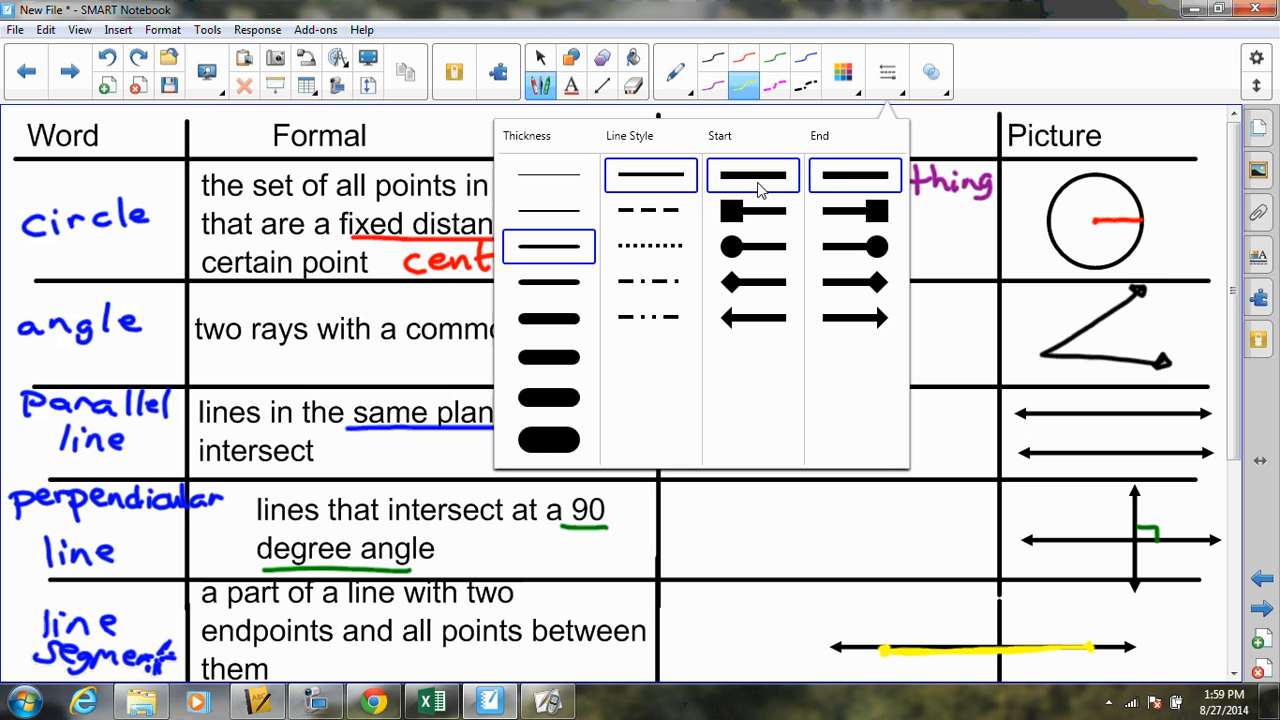 New File * - SMART Notebook
File Edit View Insert Format Tools Response Add-ons Help
Word Formal Picture
Thickness Line Style Start End
circle
the set of all points in
that are a fixed distan
certain point cent
thing
angle
two rays with a commo
parallel
line
lines in the same plan
intersect
perpendicular
line
lines that intersect at a 90
degree angle
line
segment
a part of a line with two
endpoints and all points between
them
1:59 PM
8/27/2014